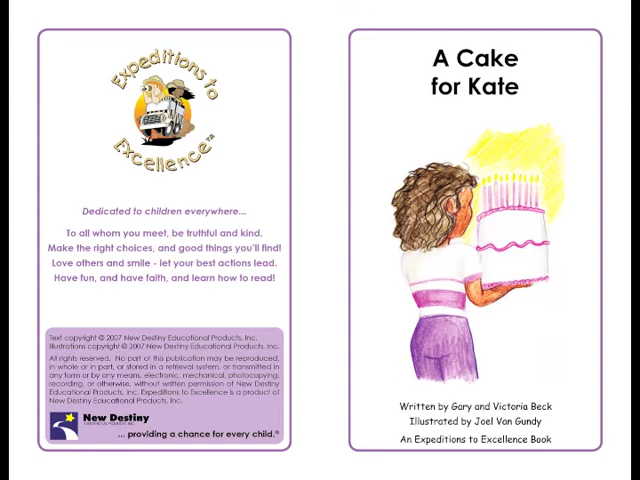 Expeditions to
Excellence™
Dedicated to children everywhere...
To all whom you meet, be truthful and kind.
Make the right choices, and good things you'll find!
Love others and smile - let your best actions lead.
Have fun, and have faith, and learn how to read!
Text copyright © 2007 New Destiny Educational Products, Inc.
Illustrations copyright © 2007 New Destiny Educational Products, Inc.
All rights reserved. No part of this publication may be reproduced,
in whole or in part, or stored in a retrieval system, or transmitted in
any form or by any means, electronic, mechanical, photocopying,
recording, or otherwise, without written permission of New Destiny
Educational Products, Inc. Expeditions to Excellence is a product of
New Destiny Educational Products, Inc.
New Destiny
EDUCATIONAL PRODUCTS, INC.
... providing a chance for every child.®
A Cake
for Kate
Written by Gary and Victoria Beck
Illustrated by Joel Van Gundy
An Expeditions to Excellence Book